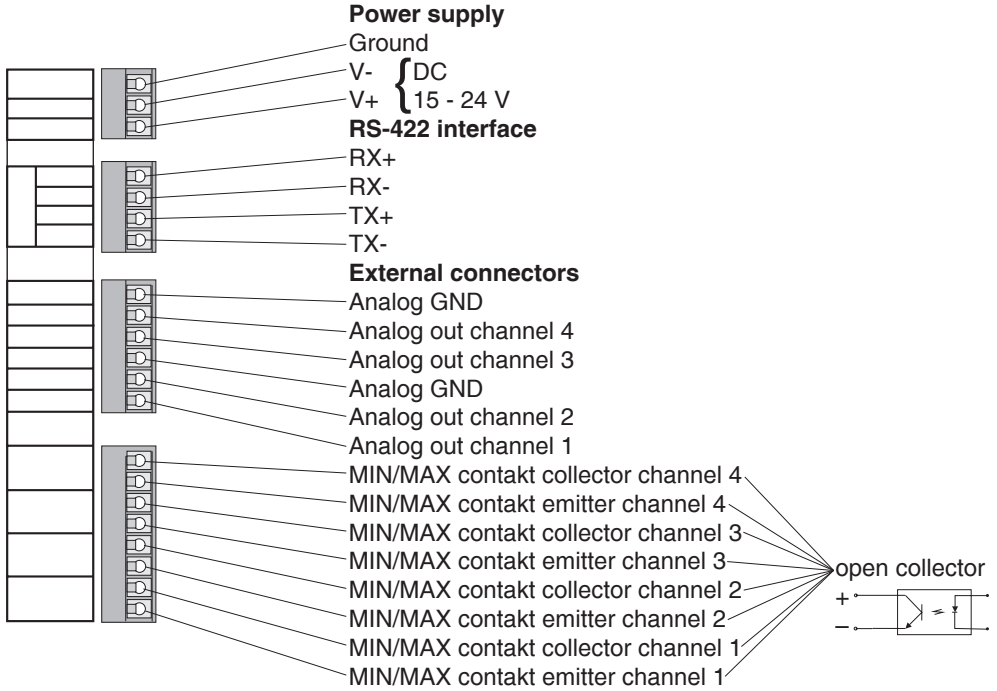 Power supply
Ground
V-
DC
V+
15 - 24 V
RS-422 interface
RX+
RX-
TX+
TX-
External connectors
Analog GND
Analog out channel 4
Analog out channel 3
Analog GND
Analog out channel 2
Analog out channel 1
MIN/MAX contakt collector channel 4
MIN/MAX contakt emitter channel 4
MIN/MAX contakt collector channel 3
MIN/MAX contakt emitter channel 3
MIN/MAX contakt collector channel 2
MIN/MAX contakt emitter channel 2
MIN/MAX contakt collector channel 1
MIN/MAX contakt emitter channel 1
open collector
+
–